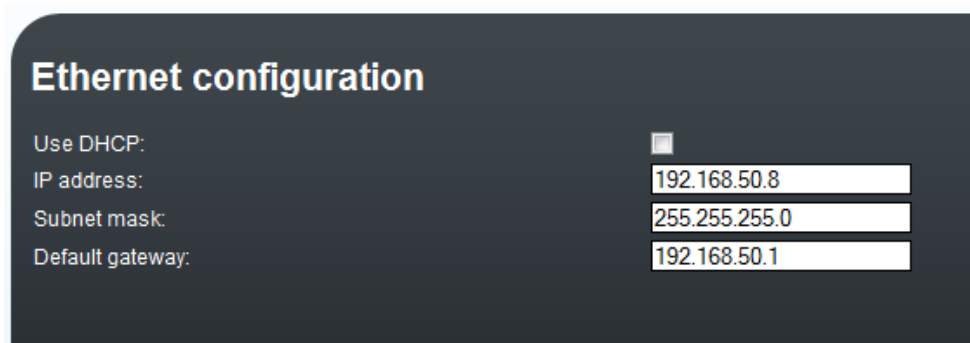 Ethernet configuration
Use DHCP:
IP address: 192.168.50.8
Subnet mask: 255.255.255.0
Default gateway: 192.168.50.1